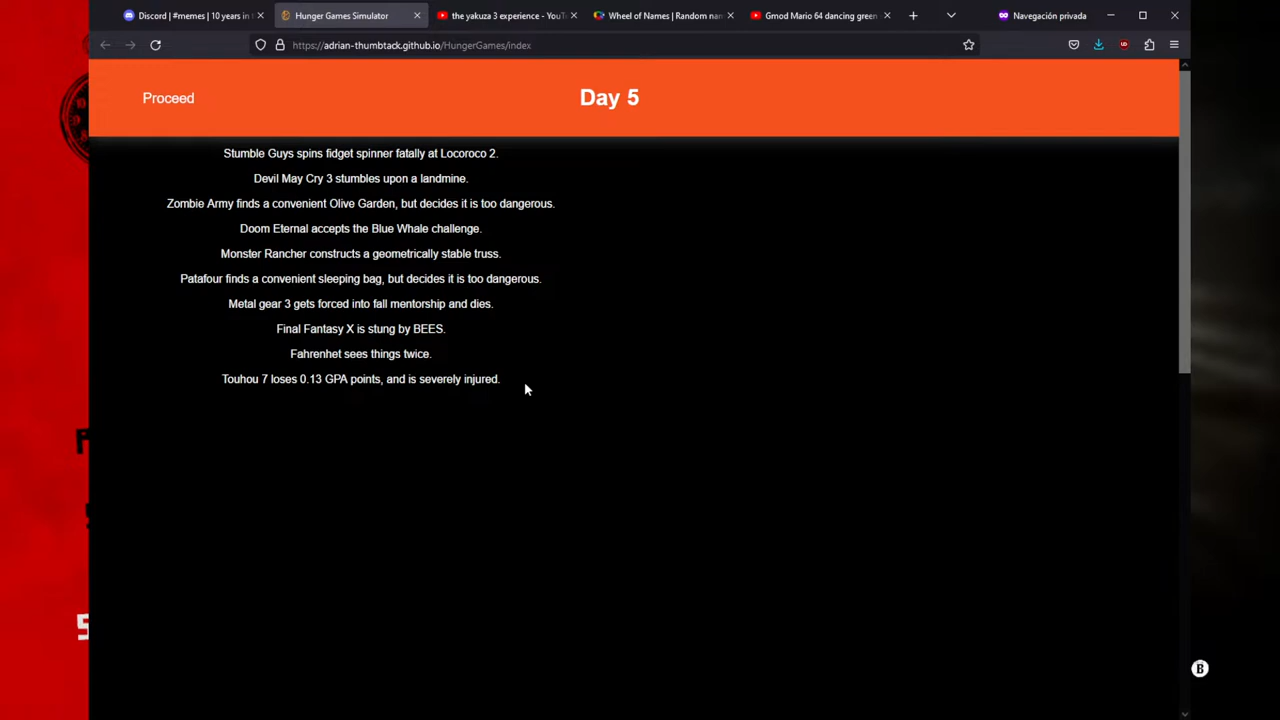 Discord | #memes | 10 years in
Hunger Games Simulator
the yakuza 3 experience - YouT
Wheel of Names | Random nam
Gmod Mario 64 dancing green
Navegación privada
https://adrian-thumbtack.github.io/HungerGames/index
Proceed
Day 5
Stumble Guys spins fidget spinner fatally at Locoroco 2.
Devil May Cry 3 stumbles upon a landmine.
Zombie Army finds a convenient Olive Garden, but decides it is too dangerous.
Doom Eternal accepts the Blue Whale challenge.
Monster Rancher constructs a geometrically stable truss.
Patafour finds a convenient sleeping bag, but decides it is too dangerous.
Metal gear 3 gets forced into fall mentorship and dies.
Final Fantasy X is stung by BEES.
Fahrenhet sees things twice.
Touhou 7 loses 0.13 GPA points, and is severely injured.
B